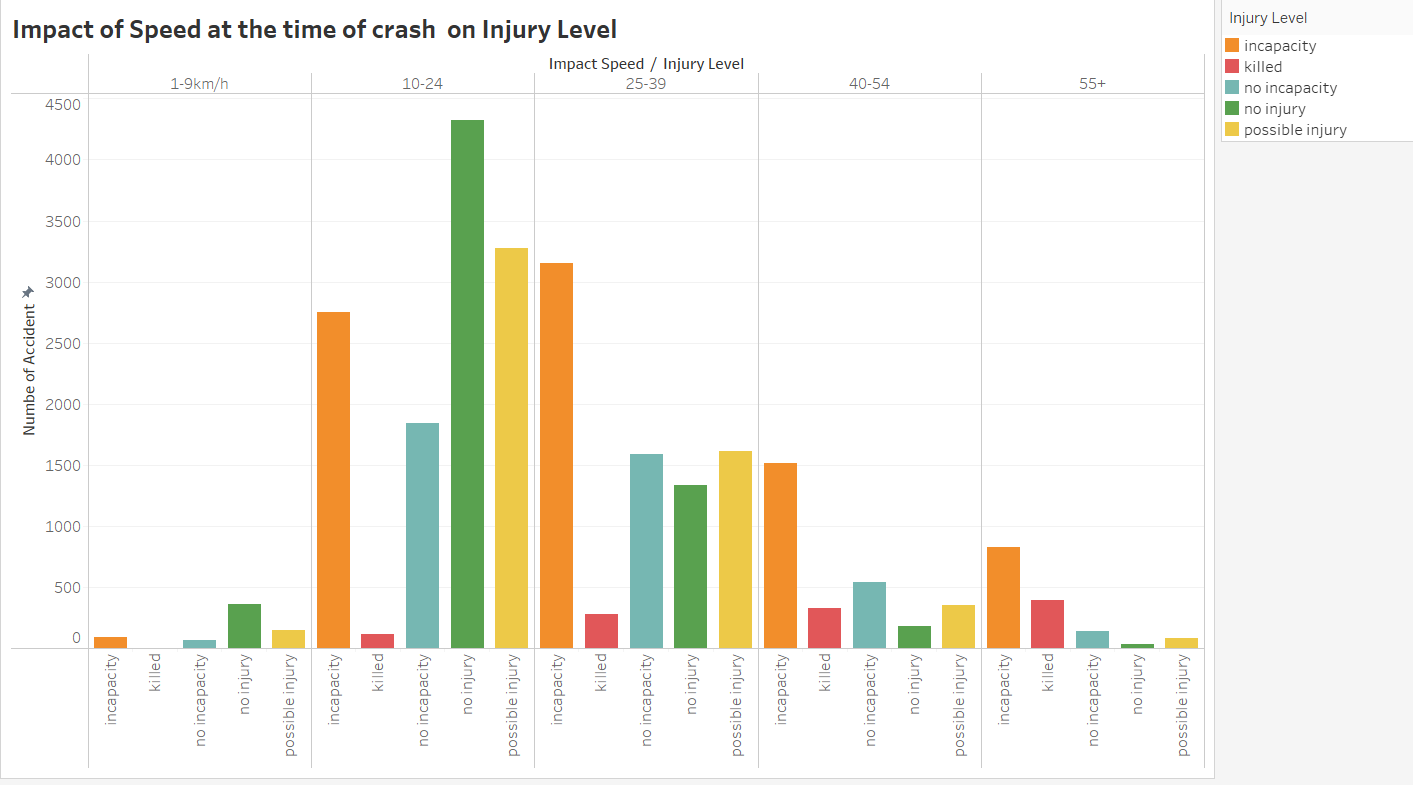 Impact of Speed at the time of crash  on Injury Level
Impact Speed / Injury Level
1-9km/h
10-24
25-39
40-54
55+
Numbe of Accident
4500
4000
3500
3000
2500
2000
1500
1000
500
0
incapacity
killed
no incapacity
no injury
possible injury
incapacity
killed
no incapacity
no injury
possible injury
incapacity
killed
no incapacity
no injury
possible injury
incapacity
killed
no incapacity
no injury
possible injury
incapacity
killed
no incapacity
no injury
possible injury
Injury Level
incapacity
killed
no incapacity
no injury
possible injury